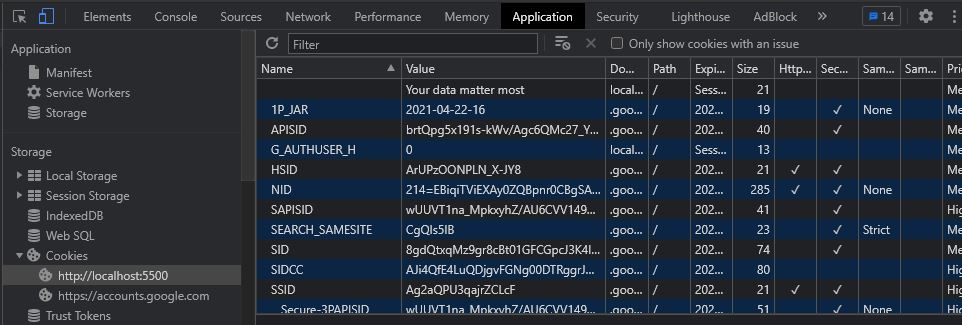 Elements Console Sources Network Performance Memory Application Security Lighthouse AdBlock » 14
Application
Manifest
Service Workers
Storage
Storage
Local Storage
Session Storage
IndexedDB
Web SQL
Cookies
http://localhost:5500
https://accounts.google.com
Trust Tokens
Filter Only show cookies with an issue
Name Value Do... Path Expi... Size Http... Sec... Sam... Sam... Pri
Your data matter most local... / Sess... 21 Me
1P_JAR 2021-04-22-16 .goo... / 202... 19 ✓ None Me
APISID brtQpg5x191s-kWv/Agc6QMc27_Y... .goo... / 202... 40 ✓ Me
G_AUTHUSER_H 0 local... / Sess... 13 Me
HSID ArUPzOONPLN_X-JY8 .goo... / 202... 21 ✓ ✓ Me
NID 214=EBiqiTViEXAy0ZQBpnr0CBgSA... .goo... / 202... 285 ✓ ✓ None Me
SAPISID wUUVT1na_MpkxyhZ/AU6CVV149... .goo... / 202... 41 ✓ Hig
SEARCH_SAMESITE CgQIs5IB .goo... / 202... 23 ✓ Strict Me
SID 8gdQtxqMz9gr8cBt01GFCGpcJ3K4I... .goo... / 202... 74 ✓ Me
SIDCC AJi4QfE4LuQDjgvFGNg00DTRggrJ... .goo... / 202... 80 Hig
SSID Ag2aQPU3qajrZCLcF .goo... / 202... 21 ✓ ✓ Hig
Secure-3PAPISID wUUVT1na_MpkxyhZ/AU6CVV149... .goo... / 202... 51 ✓ None Hig